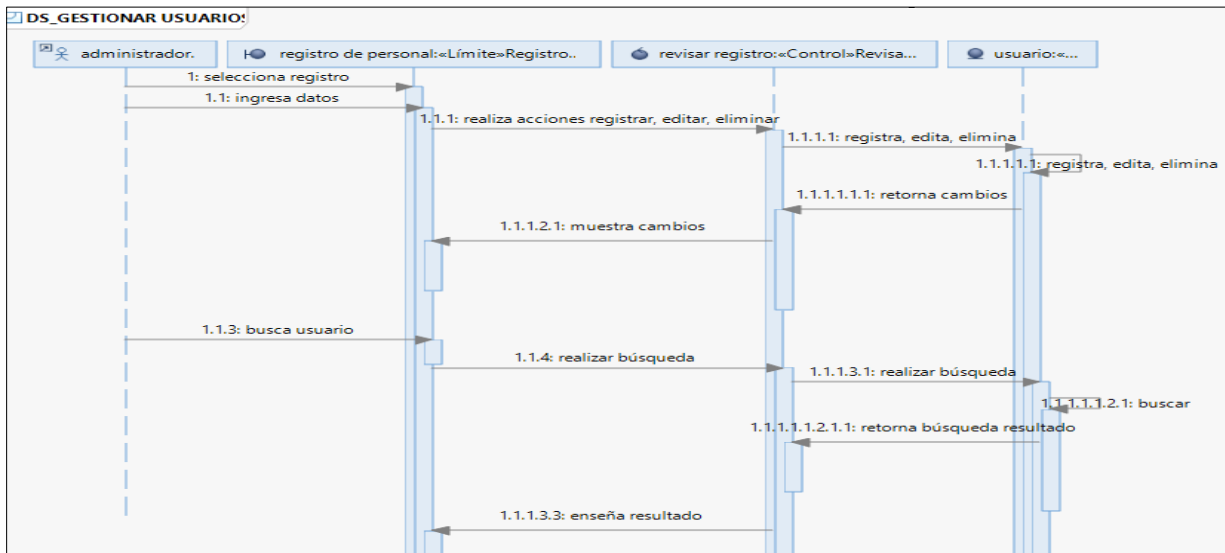 DS_GESTIONAR USUARIOS
administrador.
registro de personal:«Límite»Registro..
revisar registro:«Control»Revisa...
usuario:«...
1: selecciona registro
1.1: ingresa datos
1.1.1: realiza acciones registrar, editar, eliminar
1.1.1.1: registra, edita, elimina
1.1.1.1.1: registra, edita, elimina
1.1.1.1.1.1: retorna cambios
1.1.1.2.1: muestra cambios
1.1.3: busca usuario
1.1.4: realizar búsqueda
1.1.1.3.1: realizar búsqueda
1.1.1.1.1.2.1: buscar
1.1.1.1.1.2.1.1: retorna búsqueda resultado
1.1.1.3.3: enseña resultado